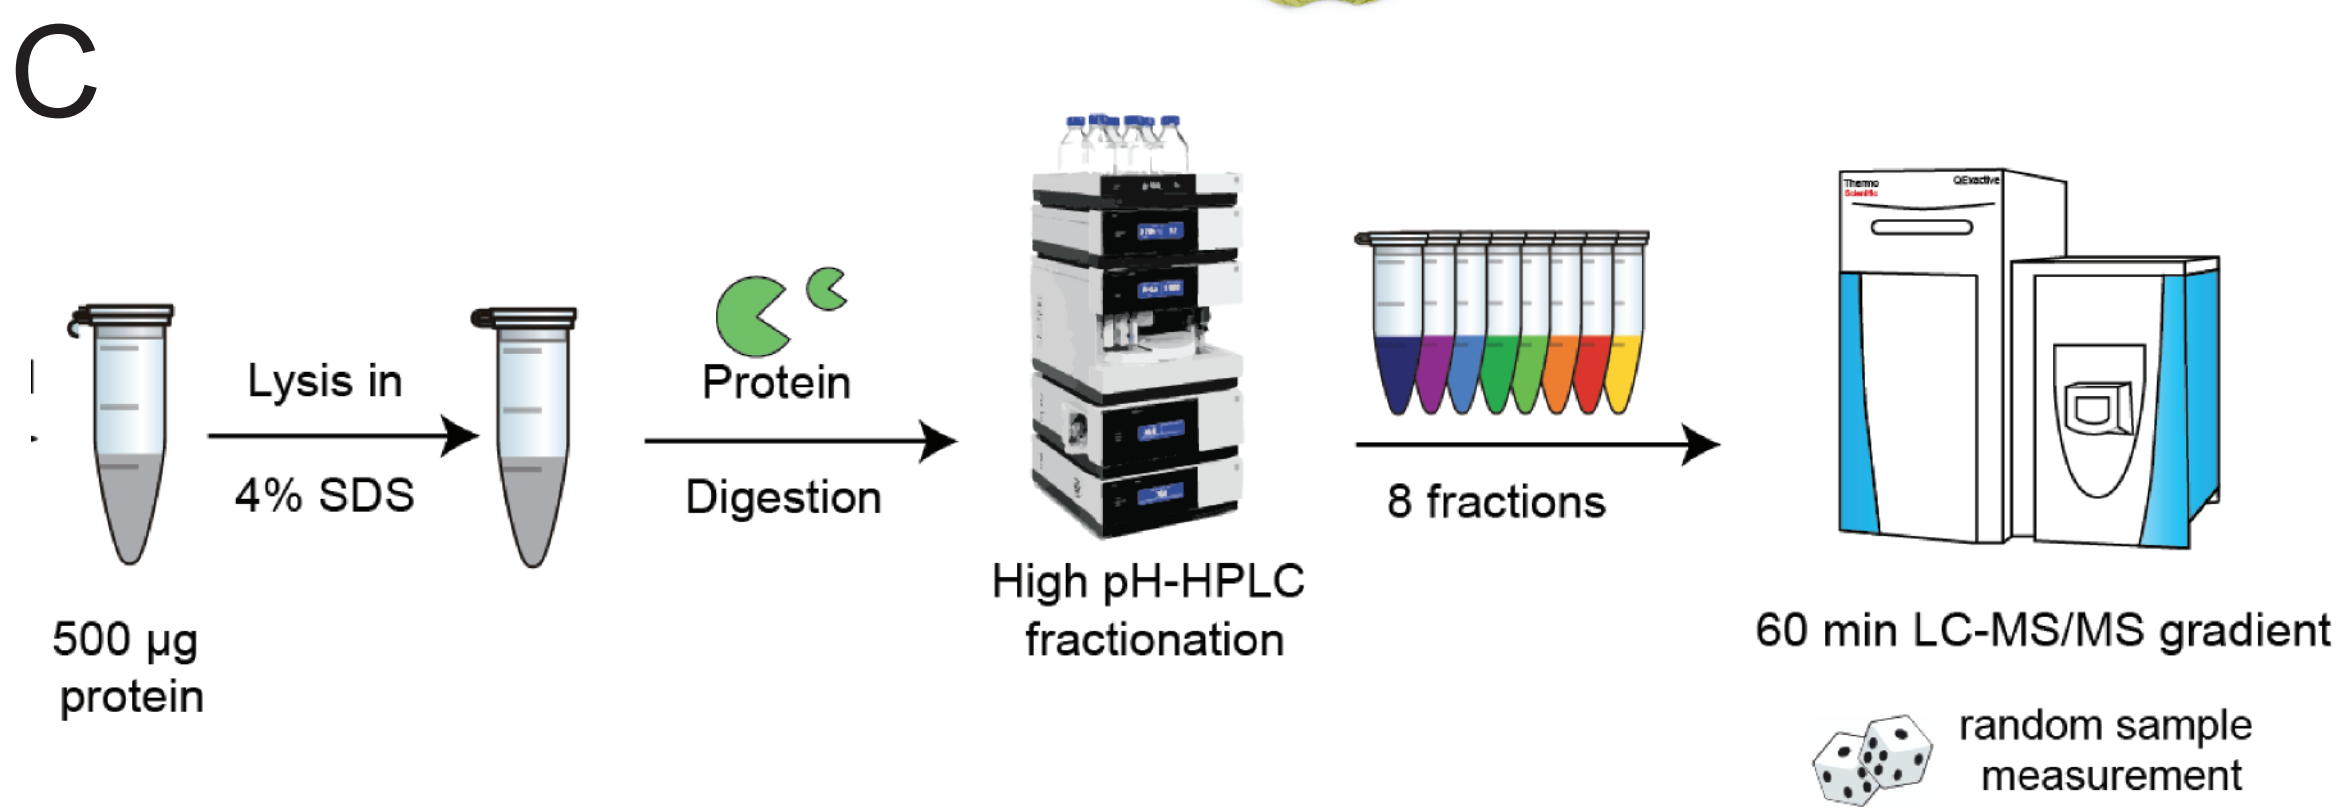 C
500 µg
protein
Lysis in
4% SDS
Protein
Digestion
High pH-HPLC
fractionation
8 fractions
Thermo
Scientific
QExactive
60 min LC-MS/MS gradient
random sample
measurement